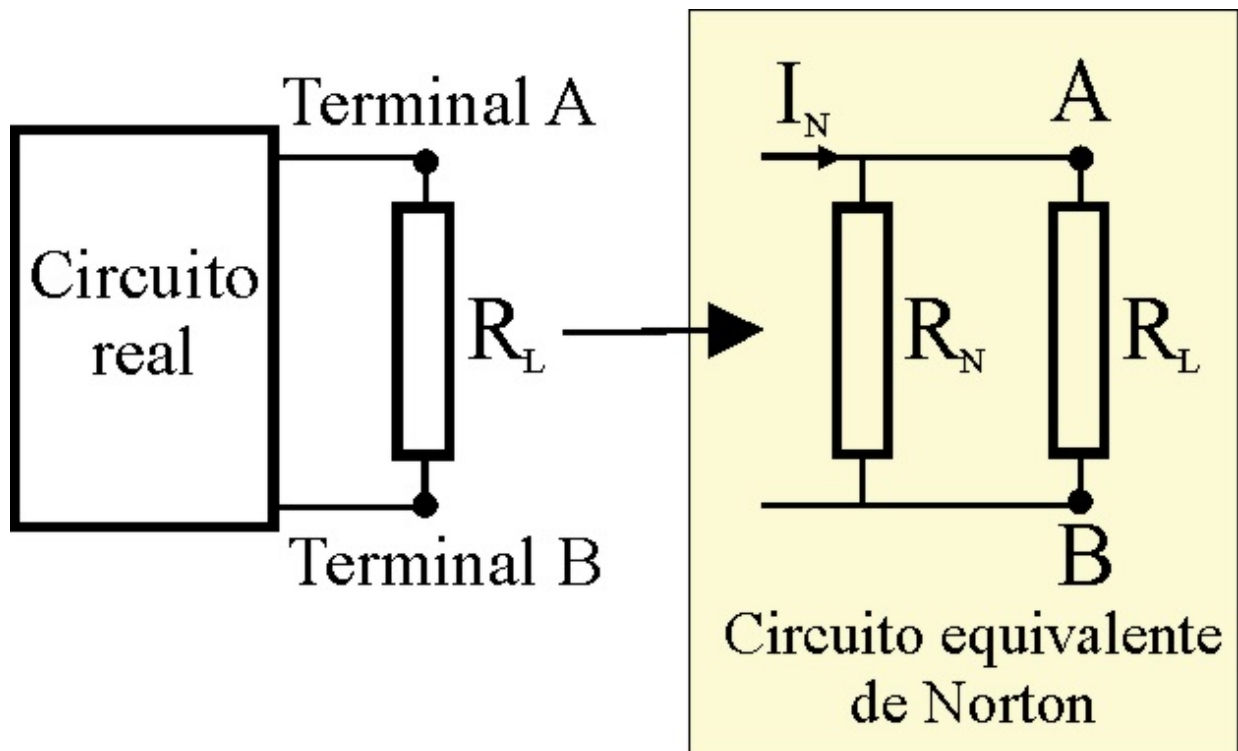 Terminal A
Circuito
real
R_L
Terminal B
I_N
A
R_N
R_L
B
Circuito equivalente
de Norton